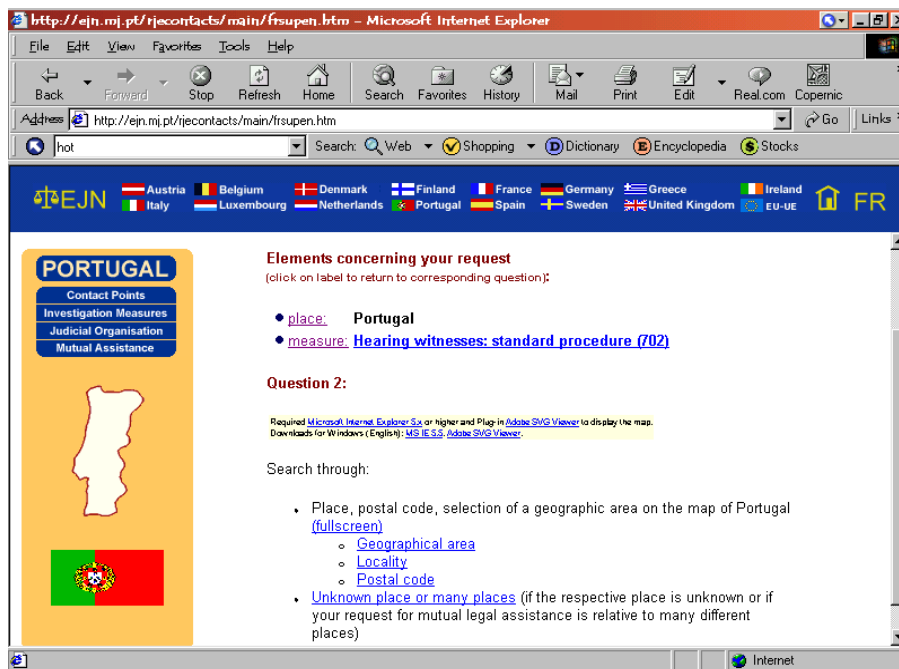 http://ejn.mj.pt/rjecontacts/main/frsupen.htm - Microsoft Internet Explorer
File Edit View Favorites Tools Help
Back Forward Stop Refresh Home Search Favorites History Mail Print Edit Real.com Copernic
Address http://ejn.mj.pt/rjecontacts/main/frsupen.htm Go Links
hot Search: Web Shopping Dictionary Encyclopedia Stocks
EJN Austria Belgium Denmark Finland France Germany Greece Ireland FR
Italy Luxembourg Netherlands Portugal Spain Sweden United Kingdom EU-UE
PORTUGAL
Contact Points
Investigation Measures
Judicial Organisation
Mutual Assistance
Elements concerning your request
(click on label to return to corresponding question):
place: Portugal
measure: Hearing witnesses: standard procedure (702)
Question 2:
Required Microsoft Internet Explorer 5.x or higher and Plug-in Adobe SVG Viewer to display the map.
Downloads for Windows (English): MS IE 5.5. Adobe SVG Viewer.
Search through:
Place, postal code, selection of a geographic area on the map of Portugal
(fullscreen)
Geographical area
Locality
Postal code
Unknown place or many places (if the respective place is unknown or if
your request for mutual legal assistance is relative to many different
places)
Internet